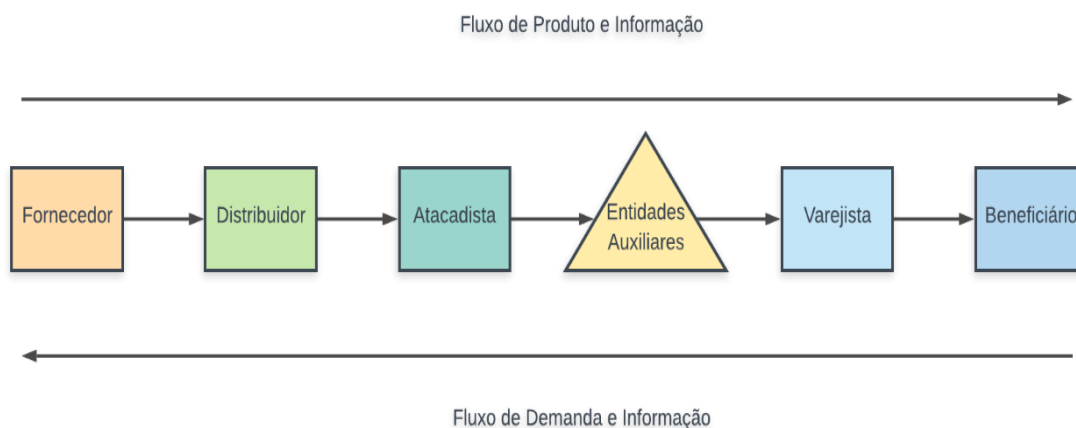 Fluxo de Produto e Informação
Fornecedor
Distribuidor
Atacadista
Entidades
Auxiliares
Varejista
Beneficiário
Fluxo de Demanda e Informação